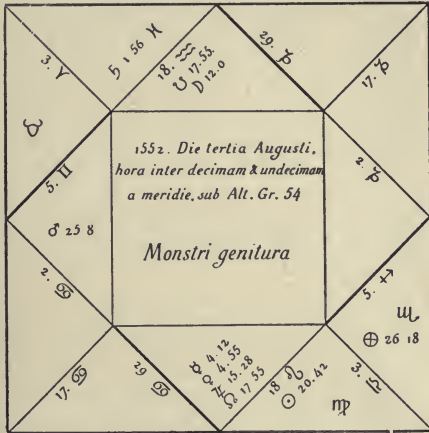 3. ♈
♄ 1 56 ♓
18. ♒
☋ 17.55.
☽ 12.0
29. ♑
17. ♑
♉
5. ♊
2. ♑
1552. Die tertia Augusti,
hora inter decimam & undecimam
a meridie, sub Alt. Gr. 54
Monstri genitura
♂ 25 8
2. ♋
17. ♋
29 ♋
☿ 4.12
♀ 4.55
♃ 15.28
☊ 17 55
18 ♌
☉ 20.42
♍
3. ♎
5. ♐
♏
⊕ 26 18